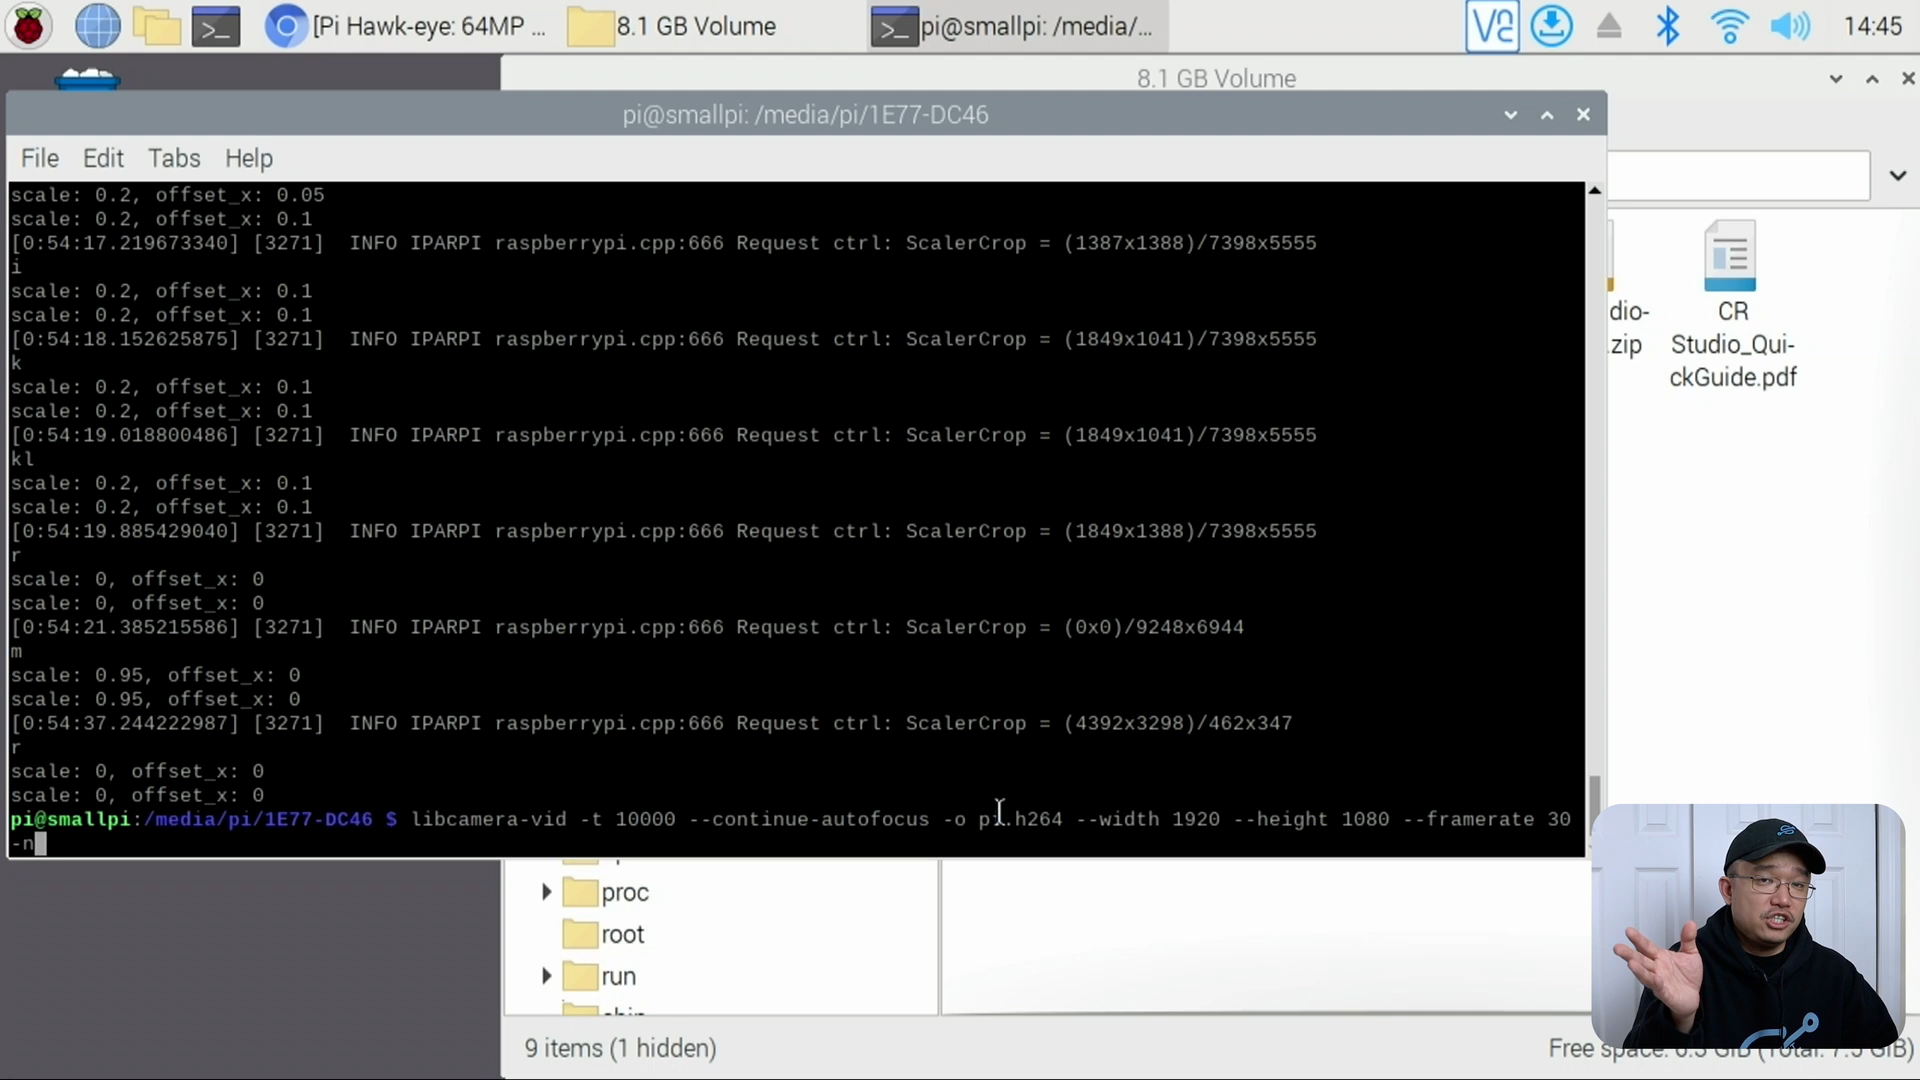 [Pi Hawk-eye: 64MP ...
8.1 GB Volume
pi@smallpi: /media/...
14:45
8.1 GB Volume
pi@smallpi: /media/pi/1E77-DC46
File Edit Tabs Help
scale: 0.2, offset_x: 0.05
scale: 0.2, offset_x: 0.1
[0:54:17.219673340] [3271] INFO IPARPI raspberrypi.cpp:666 Request ctrl: ScalerCrop = (1387x1388)/7398x5555
i
scale: 0.2, offset_x: 0.1
scale: 0.2, offset_x: 0.1
[0:54:18.152625875] [3271] INFO IPARPI raspberrypi.cpp:666 Request ctrl: ScalerCrop = (1849x1041)/7398x5555
k
scale: 0.2, offset_x: 0.1
scale: 0.2, offset_x: 0.1
[0:54:19.018800486] [3271] INFO IPARPI raspberrypi.cpp:666 Request ctrl: ScalerCrop = (1849x1041)/7398x5555
kl
scale: 0.2, offset_x: 0.1
scale: 0.2, offset_x: 0.1
[0:54:19.885429040] [3271] INFO IPARPI raspberrypi.cpp:666 Request ctrl: ScalerCrop = (1849x1388)/7398x5555
r
scale: 0, offset_x: 0
scale: 0, offset_x: 0
[0:54:21.385215586] [3271] INFO IPARPI raspberrypi.cpp:666 Request ctrl: ScalerCrop = (0x0)/9248x6944
m
scale: 0.95, offset_x: 0
scale: 0.95, offset_x: 0
[0:54:37.244222987] [3271] INFO IPARPI raspberrypi.cpp:666 Request ctrl: ScalerCrop = (4392x3298)/462x347
r
scale: 0, offset_x: 0
scale: 0, offset_x: 0
pi@smallpi:/media/pi/1E77-DC46 $ libcamera-vid -t 10000 --continue-autofocus -o pi.h264 --width 1920 --height 1080 --framerate 30
-n
dio-
.zip
CR
Studio_Qui-
ckGuide.pdf
proc
root
run
9 items (1 hidden)
Free space: